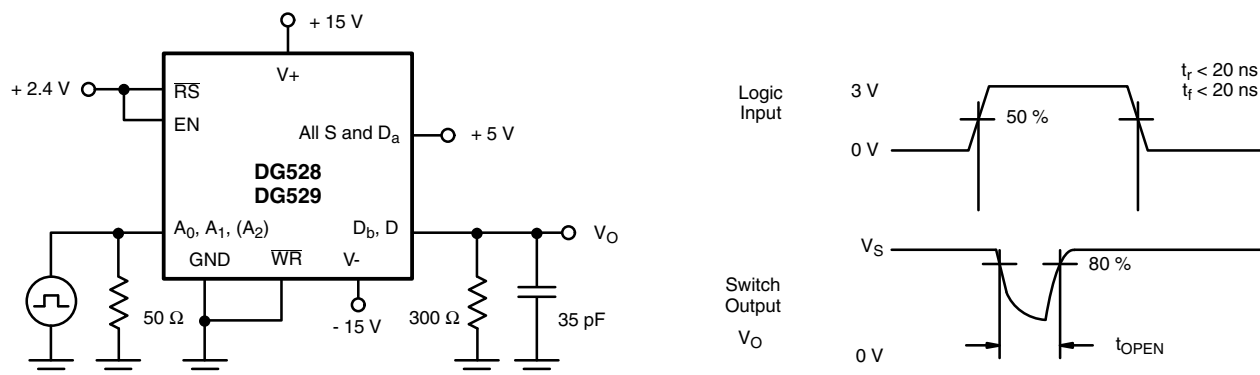 + 15 V
+ 2.4 V
V+
RS
EN
All S and Da
+ 5 V
DG528
DG529
A0, A1, (A2)
Db, D
VO
GND
WR
V-
50 Ω
- 15 V
300 Ω
35 pF
Logic
Input
3 V
0 V
50 %
tr < 20 ns
tf < 20 ns
VS
80 %
Switch
Output
VO
0 V
tOPEN